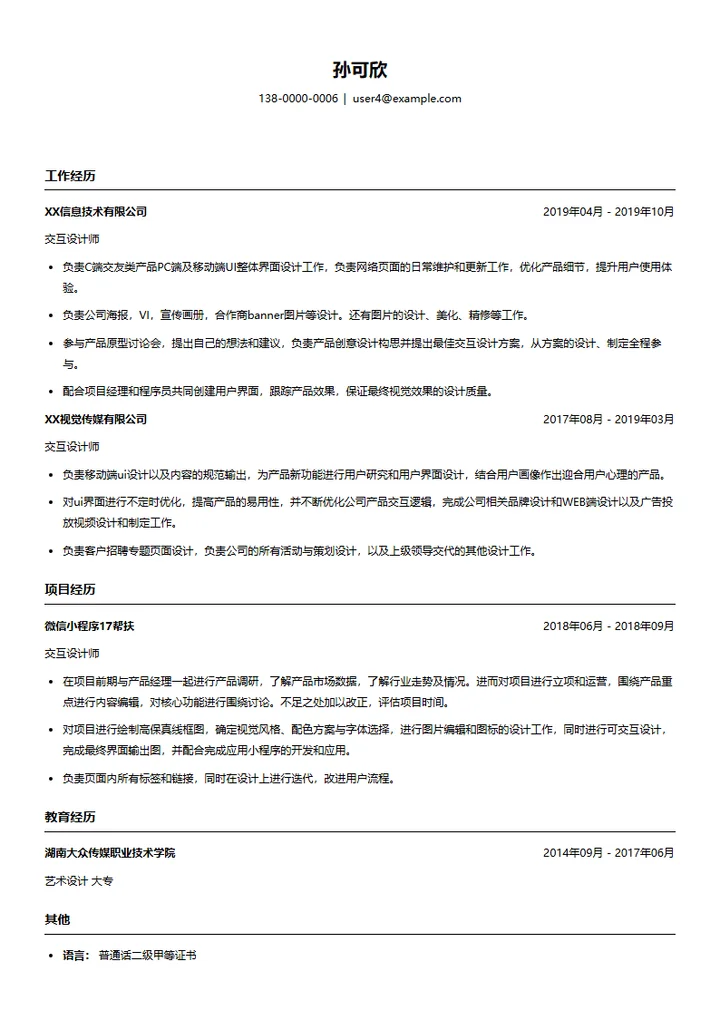 孙可欣
138-0000-0006 | user4@example.com
工作经历
XX信息技术有限公司 2019年04月 - 2019年10月
交互设计师
• 负责C端交友类产品PC端及移动端UI整体界面设计工作，负责网络页面的日常维护和更新工作，优化产品细节，提升用户使用体
验。
• 负责公司海报，VI，宣传画册，合作商banner图片等设计。还有图片的设计、美化、精修等工作。
• 参与产品原型讨论会，提出自己的想法和建议，负责产品创意设计构思并提出最佳交互设计方案，从方案的设计、制定全程参
与。
• 配合项目经理和程序员共同创建用户界面，跟踪产品效果，保证最终视觉效果的设计质量。
XX视觉传媒有限公司 2017年08月 - 2019年03月
交互设计师
• 负责移动端ui设计以及内容的规范输出，为产品新功能进行用户研究和用户界面设计，结合用户画像作出迎合用户心理的产品。
• 对ui界面进行不定时优化，提高产品的易用性，并不断优化公司产品交互逻辑，完成公司相关品牌设计和WEB端设计以及广告投
放视频设计和制定工作。
• 负责客户招聘专题页面设计，负责公司的所有活动与策划设计，以及上级领导交代的其他设计工作。
项目经历
微信小程序17帮扶 2018年06月 - 2018年09月
交互设计师
• 在项目前期与产品经理一起进行产品调研，了解产品市场数据，了解行业走势及情况。进而对项目进行立项和运营，围绕产品重
点进行内容编辑，对核心功能进行围绕讨论。不足之处加以改正，评估项目时间。
• 对项目进行绘制高保真线框图，确定视觉风格、配色方案与字体选择，进行图片编辑和图标的设计工作，同时进行可交互设计，
完成最终界面输出图，并配合完成应用小程序的开发和应用。
• 负责页面内所有标签和链接，同时在设计上进行迭代，改进用户流程。
教育经历
湖南大众传媒职业技术学院 2014年09月 - 2017年06月
艺术设计 大专
其他
• 语言： 普通话二级甲等证书